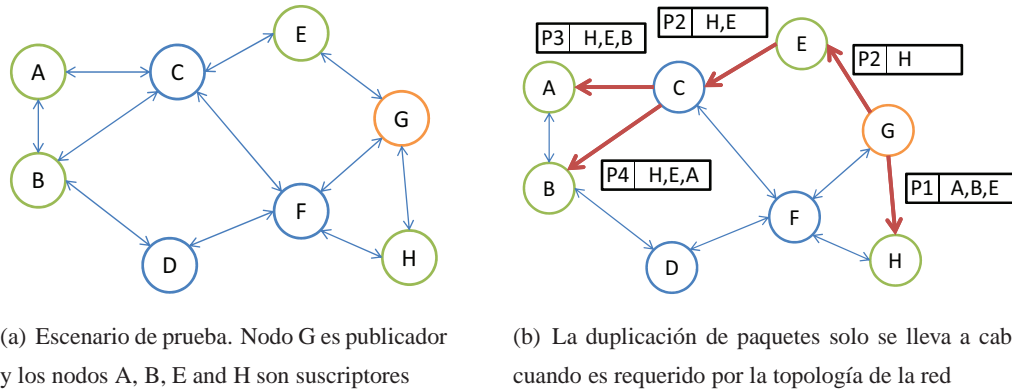 A
C
E
G
B
F
D
H
P3 H,E,B
P2 H,E
P2 H
P4 H,E,A
P1 A,B,E
A
C
E
G
B
F
D
H
(a) Escenario de prueba. Nodo G es publicador
y los nodos A, B, E and H son suscriptores
(b) La duplicación de paquetes solo se lleva a cab
cuando es requerido por la topología de la red